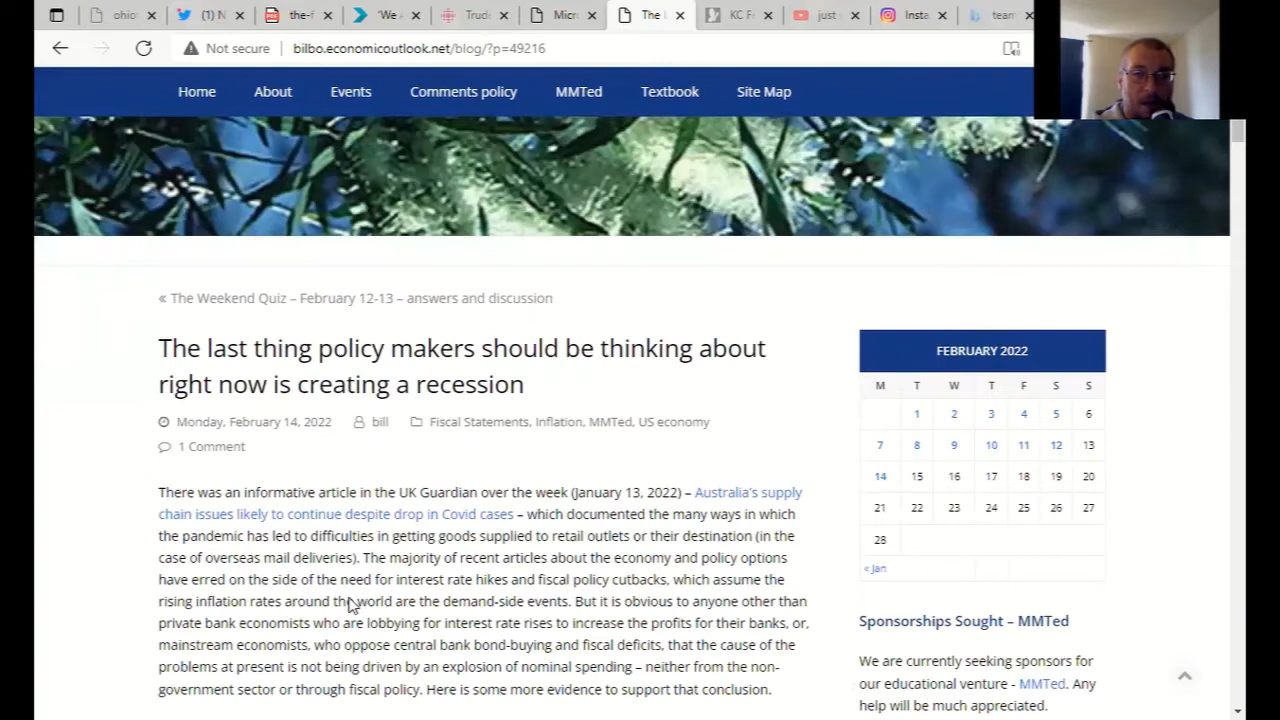 ohio
(1) N
the-f
'We
Trud
Micr
The
KC F
just
Insta
team
Not secure
bilbo.economicoutlook.net/blog/?p=49216
Home
About
Events
Comments policy
MMTed
Textbook
Site Map
« The Weekend Quiz – February 12-13 – answers and discussion
The last thing policy makers should be thinking about
right now is creating a recession
Monday, February 14, 2022 bill Fiscal Statements, Inflation, MMTed, US economy
1 Comment
There was an informative article in the UK Guardian over the week (January 13, 2022) – Australia's supply
chain issues likely to continue despite drop in Covid cases – which documented the many ways in which
the pandemic has led to difficulties in getting goods supplied to retail outlets or their destination (in the
case of overseas mail deliveries). The majority of recent articles about the economy and policy options
have erred on the side of the need for interest rate hikes and fiscal policy cutbacks, which assume the
rising inflation rates around the world are the demand-side events. But it is obvious to anyone other than
private bank economists who are lobbying for interest rate rises to increase the profits for their banks, or,
mainstream economists, who oppose central bank bond-buying and fiscal deficits, that the cause of the
problems at present is not being driven by an explosion of nominal spending – neither from the non-
government sector or through fiscal policy. Here is some more evidence to support that conclusion.
FEBRUARY 2022
M T W T F S S
1 2 3 4 5 6
7 8 9 10 11 12 13
14 15 16 17 18 19 20
21 22 23 24 25 26 27
28
« Jan
Sponsorships Sought – MMTed
We are currently seeking sponsors for
our educational venture - MMTed. Any
help will be much appreciated.